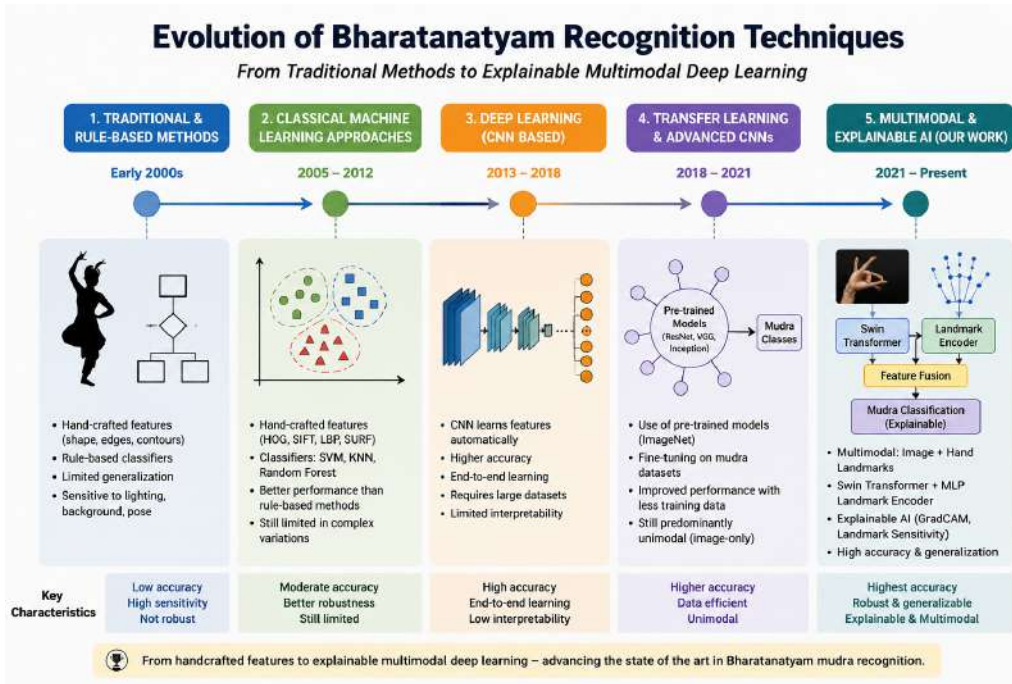 Evolution of Bharatanatyam Recognition Techniques
From Traditional Methods to Explainable Multimodal Deep Learning
1. TRADITIONAL &
RULE-BASED METHODS
Early 2000s
• Hand-crafted features
(shape, edges, contours)
• Rule-based classifiers
• Limited generalization
• Sensitive to lighting,
background, pose
2. CLASSICAL MACHINE
LEARNING APPROACHES
2005 – 2012
• Hand-crafted features
(HOG, SIFT, LBP, SURF)
• Classifiers: SVM, KNN,
Random Forest
• Better performance than
rule-based methods
• Still limited in complex
variations
3. DEEP LEARNING
(CNN BASED)
2013 – 2018
• CNN learns features
automatically
• Higher accuracy
• End-to-end learning
• Requires large datasets
• Limited interpretability
4. TRANSFER LEARNING
& ADVANCED CNNs
2018 – 2021
Pre-trained
Models
(ResNet, VGG,
Inception)
Mudra
Classes
• Use of pre-trained models
(ImageNet)
• Fine-tuning on mudra
datasets
• Improved performance with
less training data
• Still predominantly
unimodal (image-only)
5. MULTIMODAL &
EXPLAINABLE AI (OUR WORK)
2021 – Present
Swin
Transformer
Landmark
Encoder
Feature Fusion
Mudra Classification
(Explainable)
• Multimodal: Image + Hand
Landmarks
• Swin Transformer + MLP
Landmark Encoder
• Explainable AI (GradCAM,
Landmark Sensitivity)
• High accuracy & generalization
Key
Characteristics
Low accuracy
High sensitivity
Not robust
Moderate accuracy
Better robustness
Still limited
High accuracy
End-to-end learning
Low interpretability
Higher accuracy
Data efficient
Unimodal
Highest accuracy
Robust & generalizable
Explainable & Multimodal
From handcrafted features to explainable multimodal deep learning – advancing the state of the art in Bharatanatyam mudra recognition.